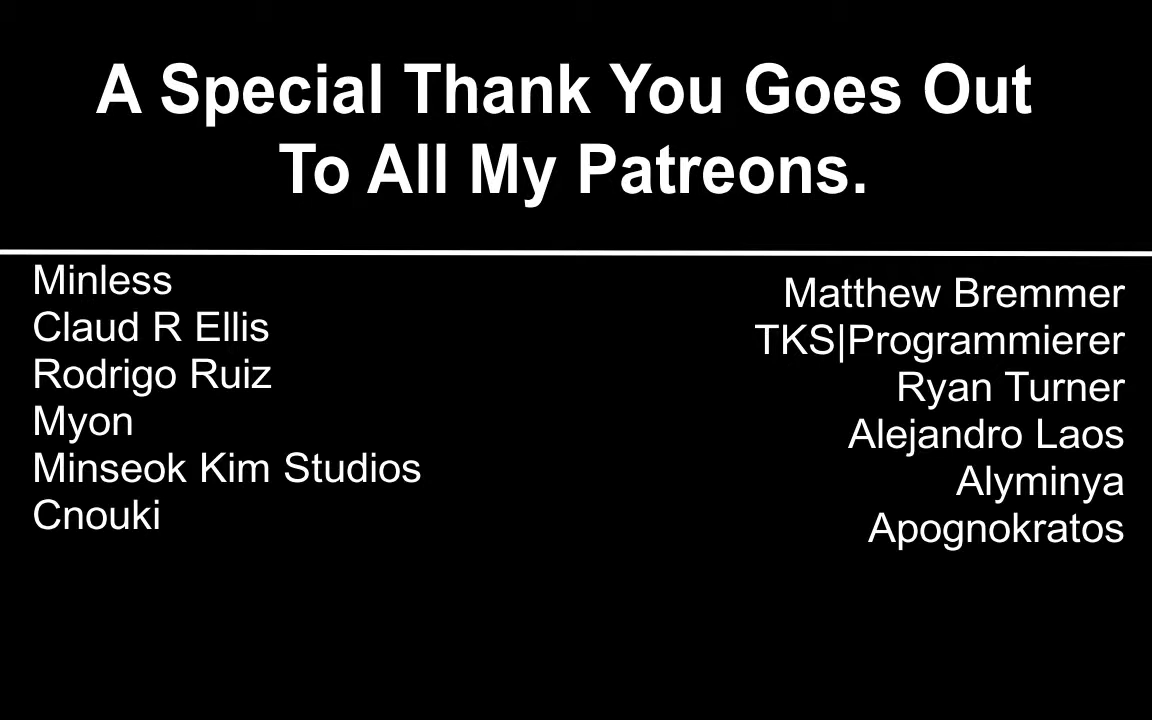 A Special Thank You Goes Out
To All My Patreons.
Minless
Claud R Ellis
Rodrigo Ruiz
Myon
Minseok Kim Studios
Cnouki
Matthew Bremmer
TKS|Programmierer
Ryan Turner
Alejandro Laos
Alyminya
Apognokratos